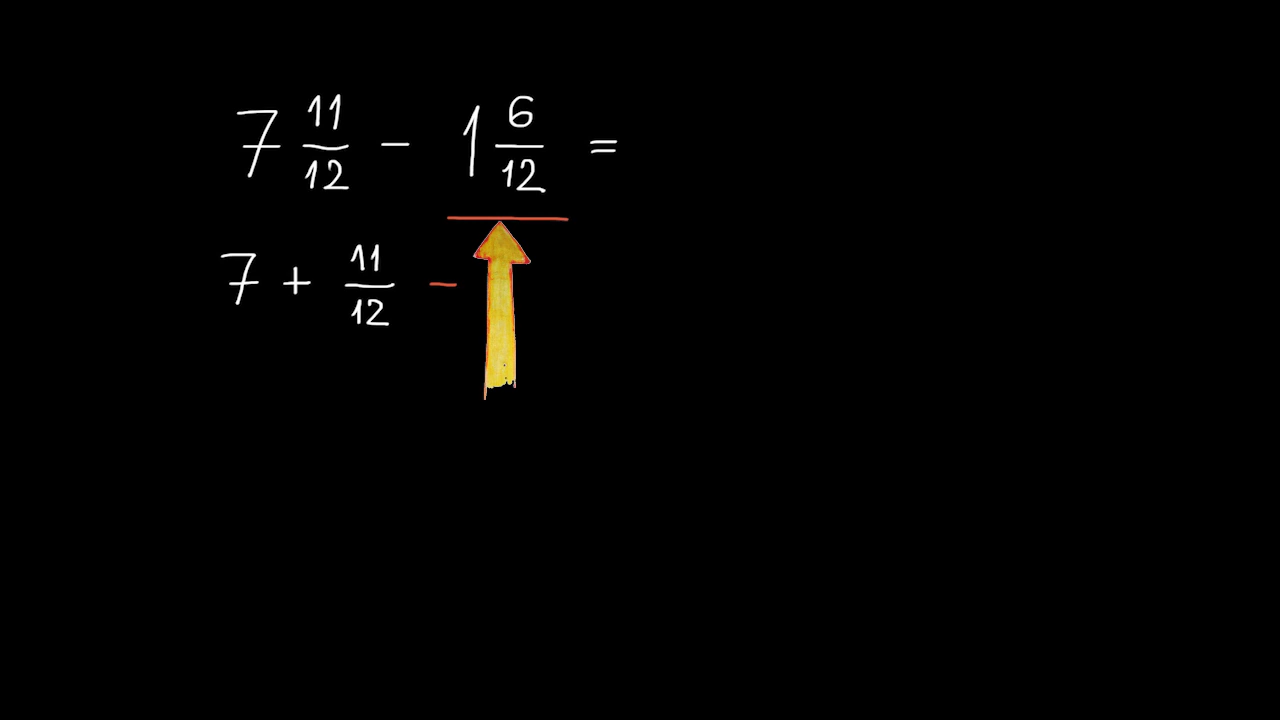 7 11/12 - 1 6/12 =
7 + 11/12 -